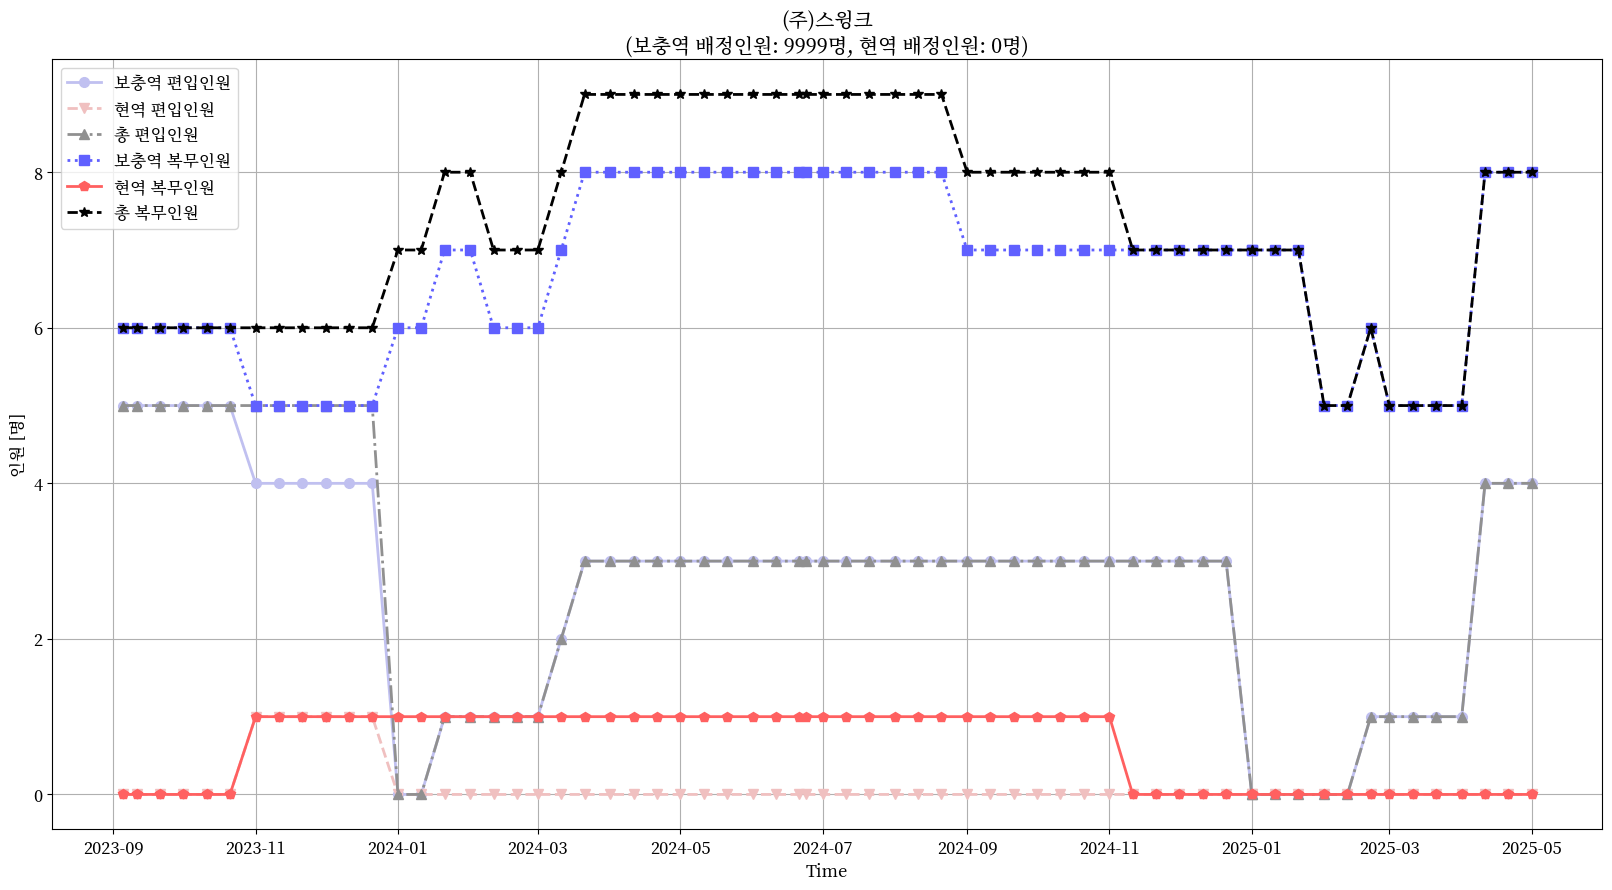 (주)스윙크
(보충역 배정인원: 9999명, 현역 배정인원: 0명)
보충역 편입인원
현역 편입인원
총 편입인원
보충역 복무인원
현역 복무인원
총 복무인원
인원 [명]
8
6
4
2
0
2023-09 2023-11 2024-01 2024-03 2024-05 2024-07 2024-09 2024-11 2025-01 2025-03 2025-05
Time